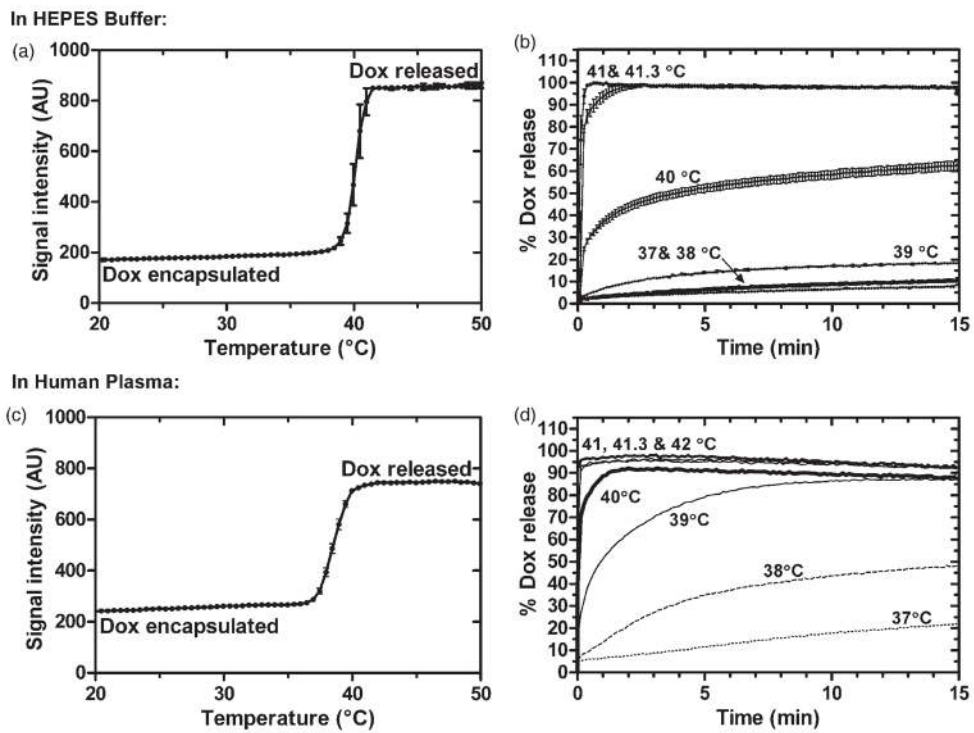 In HEPES Buffer:
(a)
Signal intensity (AU)
1000
800
600
400
200
0
Dox released
Dox encapsulated
20
30
40
50
Temperature (°C)
(b)
% Dox release
110
100
90
80
70
60
50
40
30
20
10
0
41& 41.3 °C
40 °C
37& 38 °C
39 °C
0
5
10
15
Time (min)
In Human Plasma:
(c)
Signal intensity (AU)
1000
800
600
400
200
0
Dox released
Dox encapsulated
20
30
40
50
Temperature (°C)
(d)
% Dox release
110
100
90
80
70
60
50
40
30
20
10
0
41, 41.3 & 42 °C
40°C
39°C
38°C
37°C
0
5
10
15
Time (min)